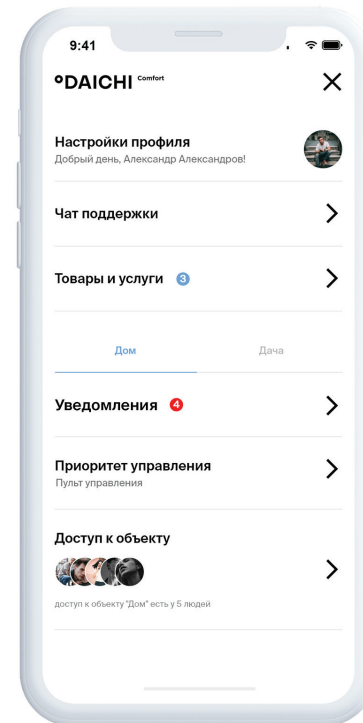 9:41
°DAICHI Comfort
Настройки профиля
Добрый день, Александр Александров!
Чат поддержки
Товары и услуги 3
Дом Дача
Уведомления 4
Приоритет управления
Пульт управления
Доступ к объекту
доступ к объекту "Дом" есть у 5 людей